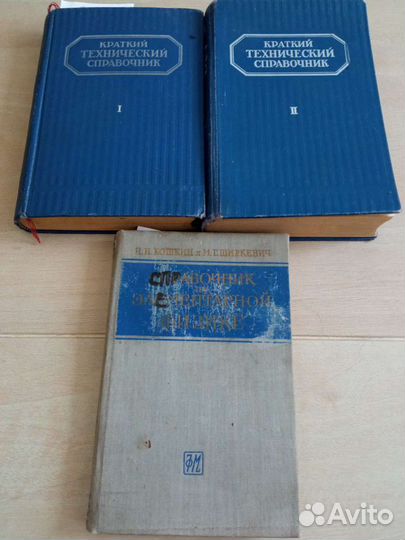 КРАТКИЙ
ТЕХНИЧЕСКИЙ
СПРАВОЧНИК
I
КРАТКИЙ
ТЕХНИЧЕСКИЙ
СПРАВОЧНИК
II
Н. И. КОШКИН и М. Г. ШИРКЕВИЧ
СПРАВОЧНИК
ПО
ЭЛЕМЕНТАРНОЙ
ФИЗИКЕ
ФМ
Avito